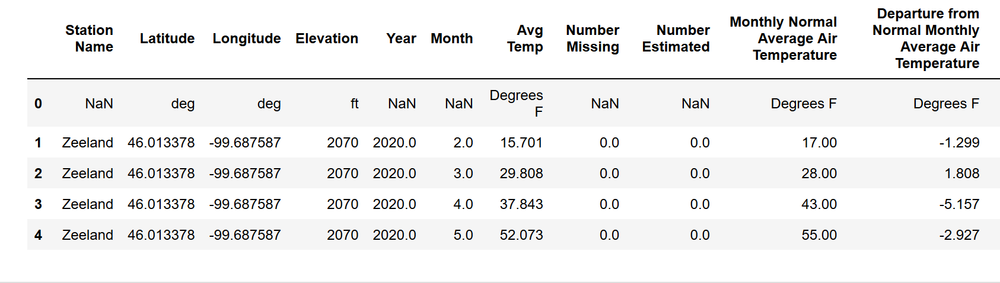 Station Name Latitude Longitude Elevation Year Month Avg Temp Number Missing Number Estimated Monthly Normal Average Air Temperature Departure from Normal Monthly Average Air Temperature
0 NaN deg deg ft NaN NaN Degrees F NaN NaN Degrees F Degrees F
1 Zeeland 46.013378 -99.687587 2070 2020.0 2.0 15.701 0.0 0.0 17.00 -1.299
2 Zeeland 46.013378 -99.687587 2070 2020.0 3.0 29.808 0.0 0.0 28.00 1.808
3 Zeeland 46.013378 -99.687587 2070 2020.0 4.0 37.843 0.0 0.0 43.00 -5.157
4 Zeeland 46.013378 -99.687587 2070 2020.0 5.0 52.073 0.0 0.0 55.00 -2.927